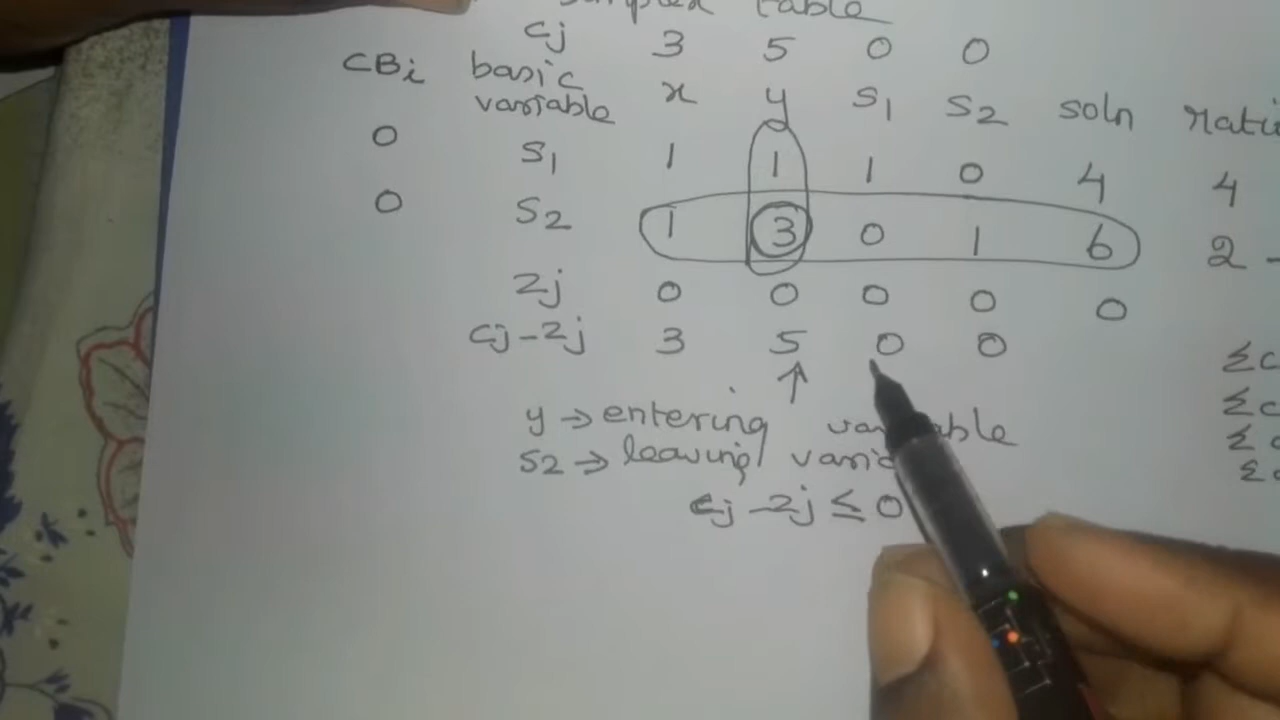 simplex table
cj 3 5 0 0
CBi basic variable x y S1 S2 soln
0 S1 1 1 1 0 4 4
0 S2 1 3 0 1 6 2 -
Zj 0 0 0 0 0
cj-Zj 3 5 0 0
y → entering
S2 → leaving
cj -Zj ≤ 0